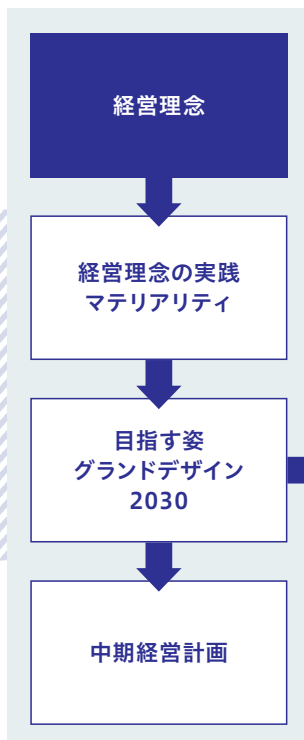 経営理念
経営理念の実践
マテリアリティ
目指す姿
グランドデザイン
2030
中期経営計画